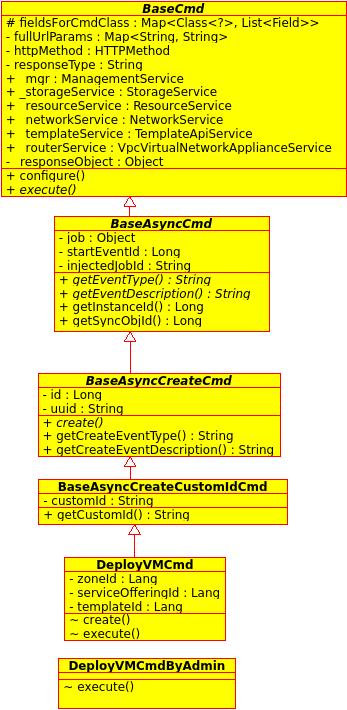 BaseCmd
# fieldsForCmdClass : Map<Class<?>, List<Field>>
- fullUrlParams : Map<String, String>
- httpMethod : HTTPMethod
- responseType : String
+ _mgr : ManagementService
+ _storageService : StorageService
+ _resourceService : ResourceService
+ _networkService : NetworkService
+ _templateService : TemplateApiService
+ _routerService : VpcVirtualNetworkApplianceService
- _responseObject : Object
+ configure()
+ execute()
BaseAsyncCmd
- job : Object
- startEventId : Long
- injectedJobId : String
+ getEventType() : String
+ getEventDescription() : String
+ getInstanceId() : Long
+ getSyncObjId() : Long
BaseAsyncCreateCmd
- id : Long
- uuid : String
+ create()
+ getCreateEventType() : String
+ getCreateEventDescription() : String
BaseAsyncCreateCustomIdCmd
- customId : String
+ getCustomId() : String
DeployVMCmd
- zoneId : Lang
- serviceOfferingId : Lang
- templateId : Lang
~ create()
~ execute()
DeployVMCmdByAdmin
~ execute()